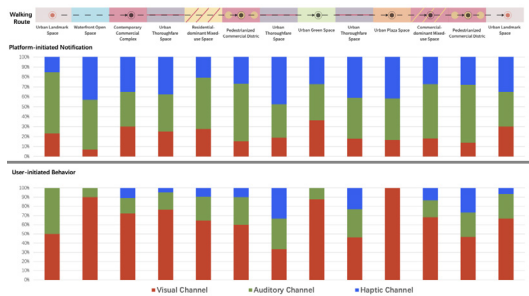 Walking
Route
Urban Landmark
Space
Waterfront Open
Space
Contemporary
Commercial
Complex
Urban
Thoroughfare
Space
Residential-
dominant Mixed-
use Space
Pedestrianized
Commercial Distric
Urban
Thoroughfare
Space
Urban Green Space
Urban
Thoroughfare
Space
Urban Plaza Space
Commercial-
dominant Mixed-
use Space
Pedestrianized
Commercial Distric
Urban Landmark
Space
Platform-initiated Notification
100%
90%
80%
70%
60%
50%
40%
30%
20%
10%
0%
User-initiated Behavior
100%
90%
80%
70%
60%
50%
40%
30%
20%
10%
0%
Visual Channel
Auditory Channel
Haptic Channel